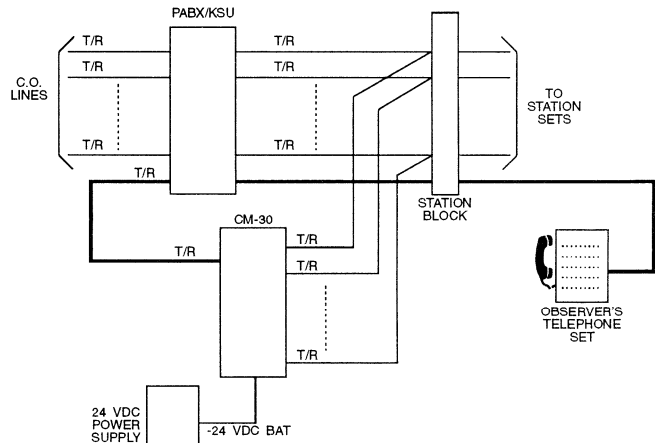 PABX/KSU
T/R
T/R
C.O.
LINES
T/R
T/R
TO
STATION
SETS
T/R
T/R
T/R
STATION
BLOCK
CM-30
T/R
T/R
T/R
T/R
OBSERVER'S
TELEPHONE
SET
24 VDC
POWER
SUPPLY
-24 VDC BAT